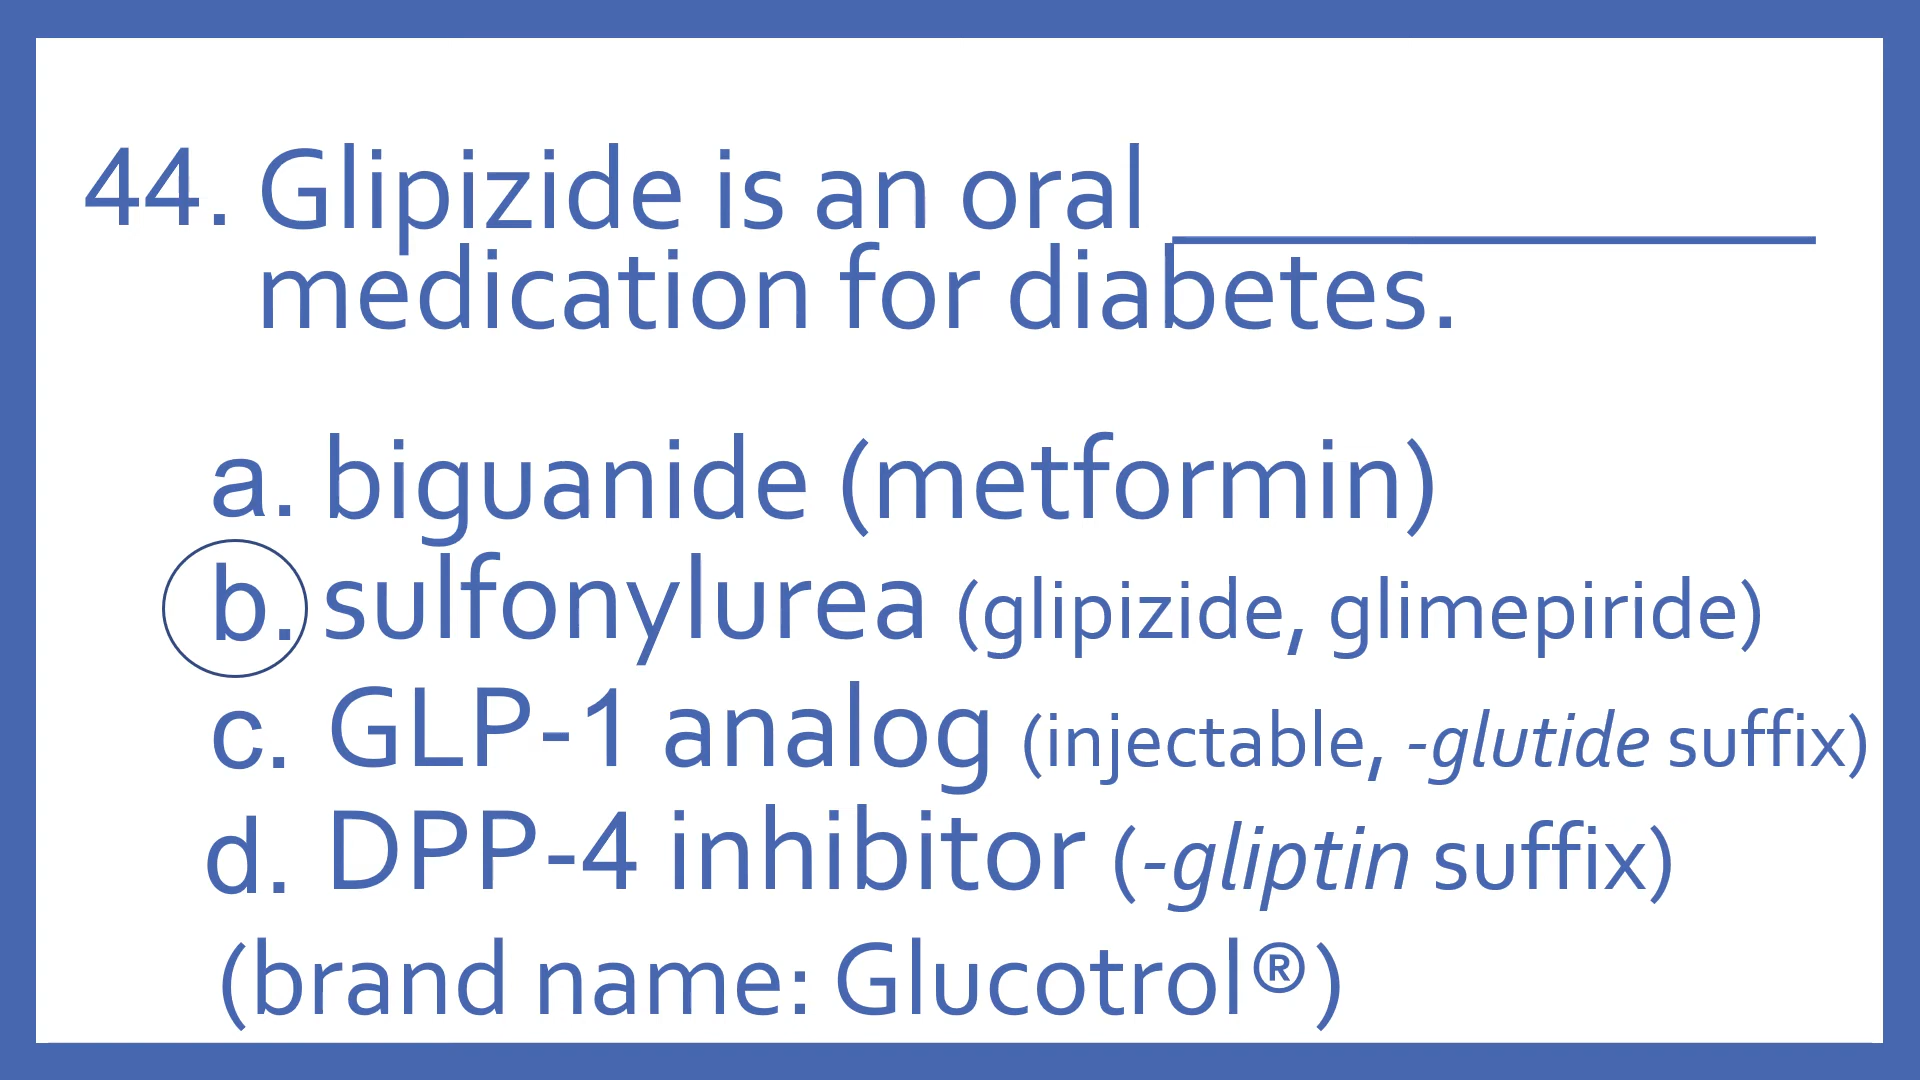 44. Glipizide is an oral ____________
medication for diabetes.
a. biguanide (metformin)
b. sulfonylurea (glipizide, glimepiride)
c. GLP-1 analog (injectable, -glutide suffix)
d. DPP-4 inhibitor (-gliptin suffix)
(brand name: Glucotrol®)